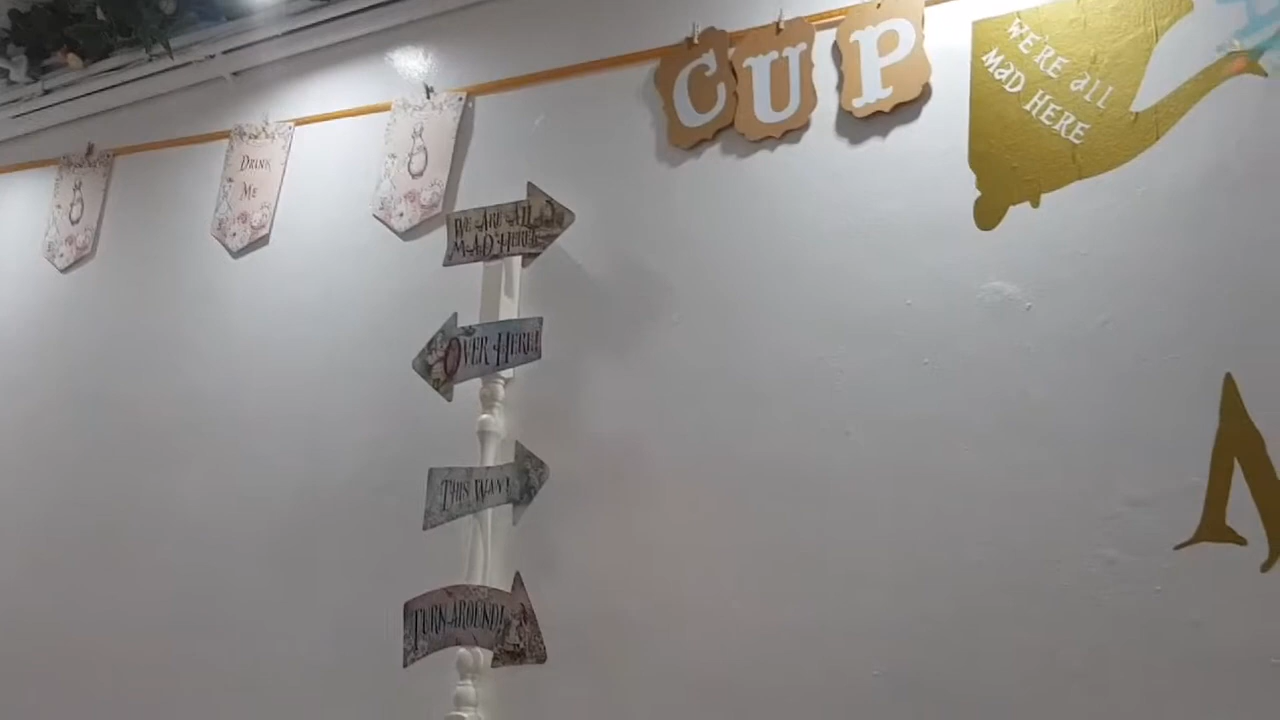 DRINK
ME
CUP
WE'RE all
MAD HERE
WE ARE ALL
MAD HERE
OVER HERE!
THIS WAY!
TURN AROUND!